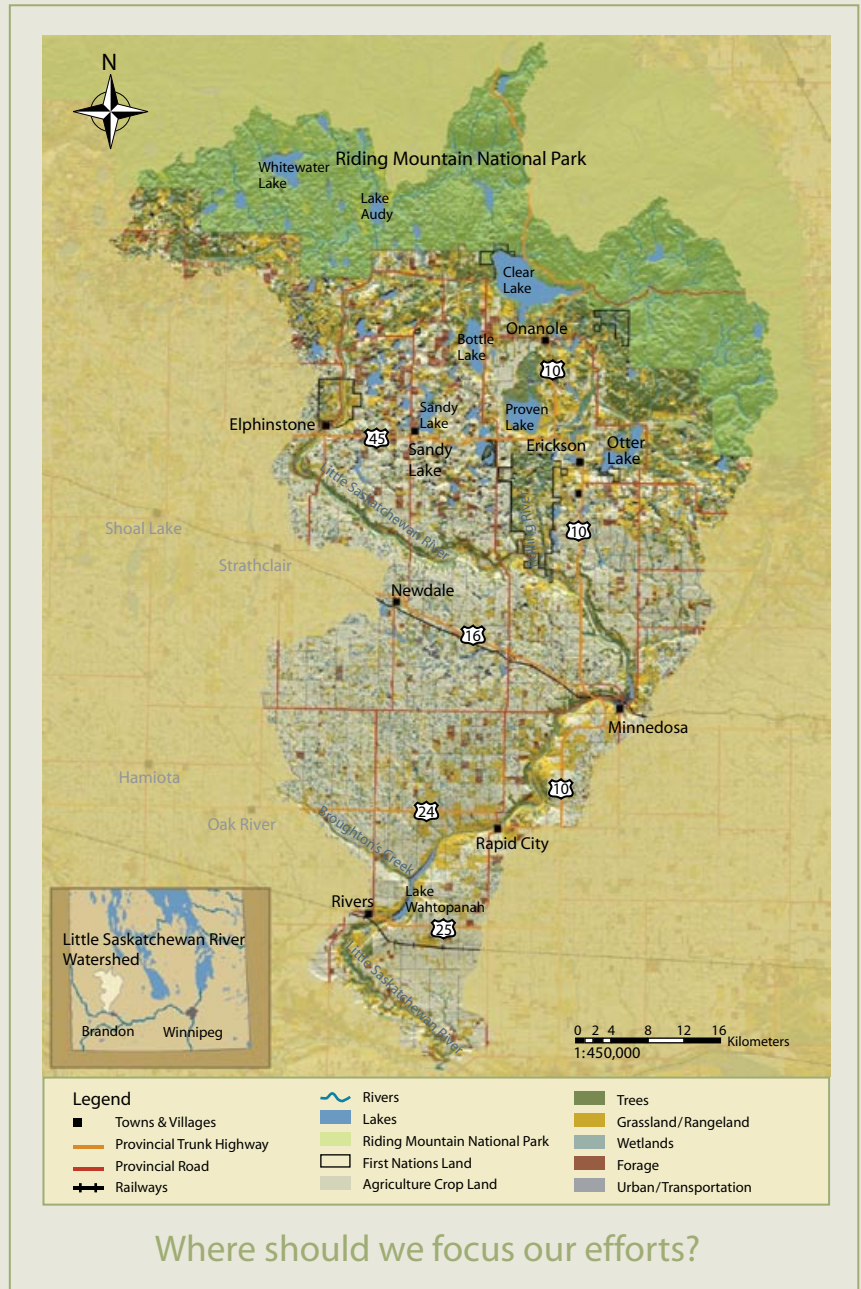 N
Riding Mountain National Park
Whitewater
Lake
Lake
Audy
Clear
Lake
Onanole
Bottle
Lake
10
Elphinstone
Sandy
Lake
Proven
Lake
45
Sandy
Lake
Erickson
Otter
Lake
Little Saskatchewan River
Shoal Lake
10
Strathclair
Newdale
16
Minnedosa
Hamiota
10
Oak River
24
Broughton's Creek
Rapid City
Lake
Wahtopanah
Rivers
25
Little Saskatchewan River
Little Saskatchewan River
Watershed
Brandon
Winnipeg
0 2 4 8 12 16
Kilometers
1:450,000
Legend
Towns & Villages
Provincial Trunk Highway
Provincial Road
Railways
Rivers
Lakes
Riding Mountain National Park
First Nations Land
Agriculture Crop Land
Trees
Grassland/Rangeland
Wetlands
Forage
Urban/Transportation
Where should we focus our efforts?